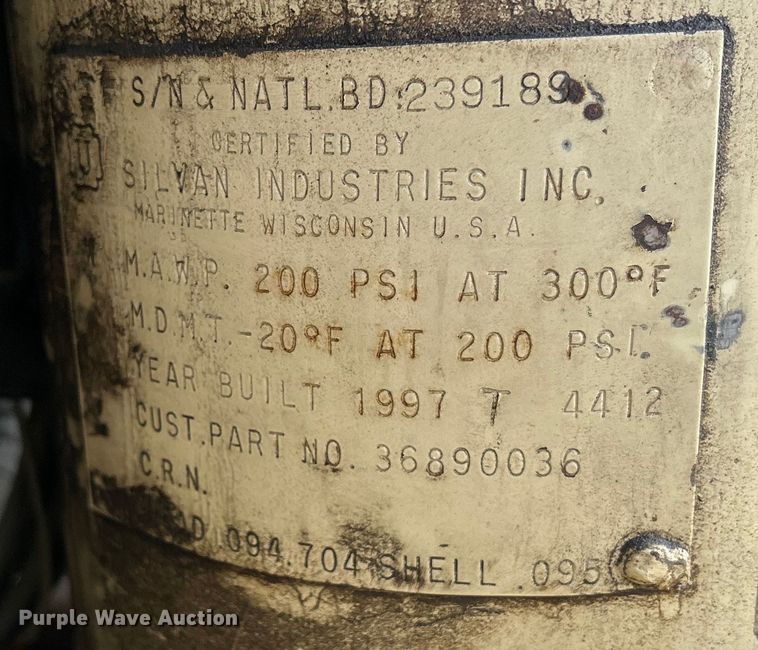 S/N & NATL.BD.239189
U
CERTIFIED BY
SILVAN INDUSTRIES INC.
MARINETTE WISCONSIN U.S.A.
M.A.W.P. 200 PSI AT 300°F
M.D.M.T.-20°F AT 200 PSI.
YEAR BUILT 1997 T 4412
CUST.PART NO. 36890036
C.R.N.
.094.704 SHELL .095
Purple Wave Auction